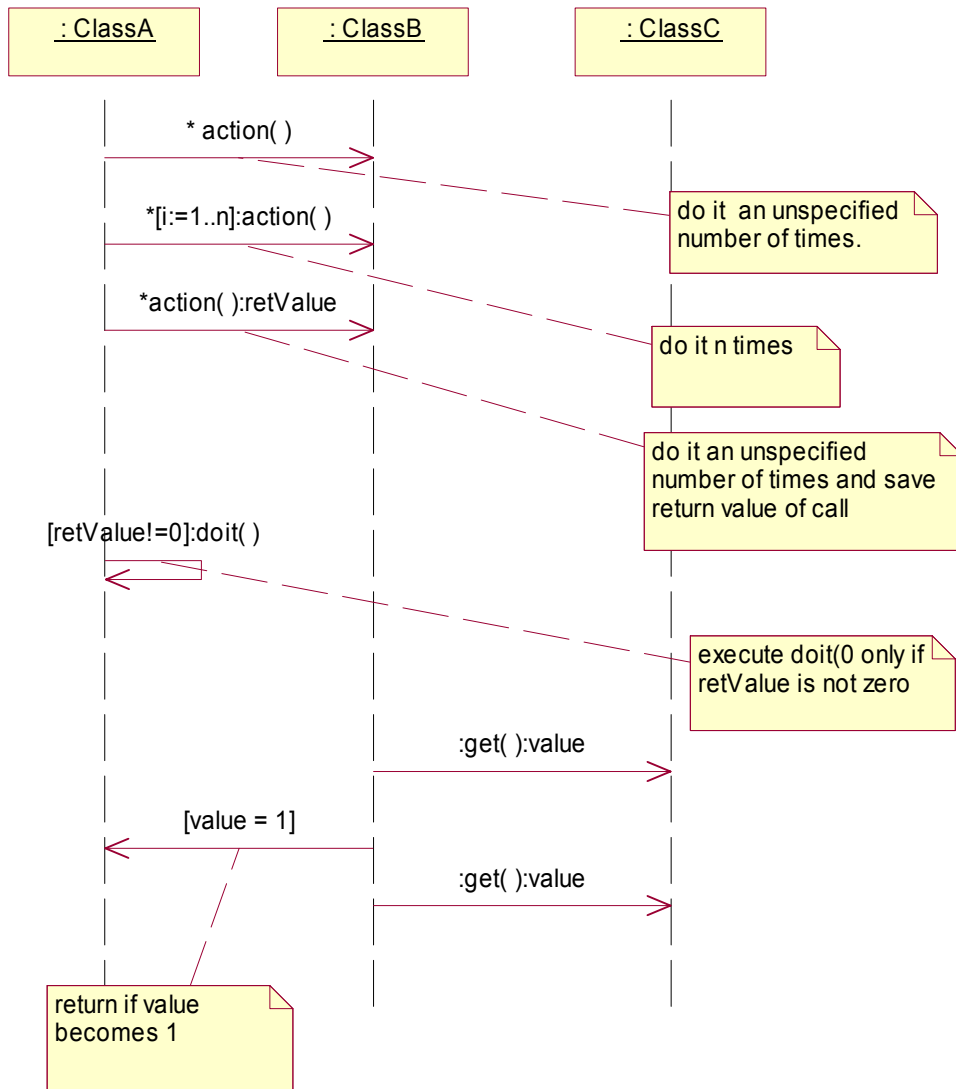 : ClassA
: ClassB
: ClassC
* action( )
do it an unspecified
number of times.
*[i:=1..n]:action( )
*action( ):retValue
do it n times
do it an unspecified
number of times and save
return value of call
[retValue!=0]:doit( )
execute doit(0 only if
retValue is not zero
:get( ):value
[value = 1]
:get( ):value
return if value
becomes 1